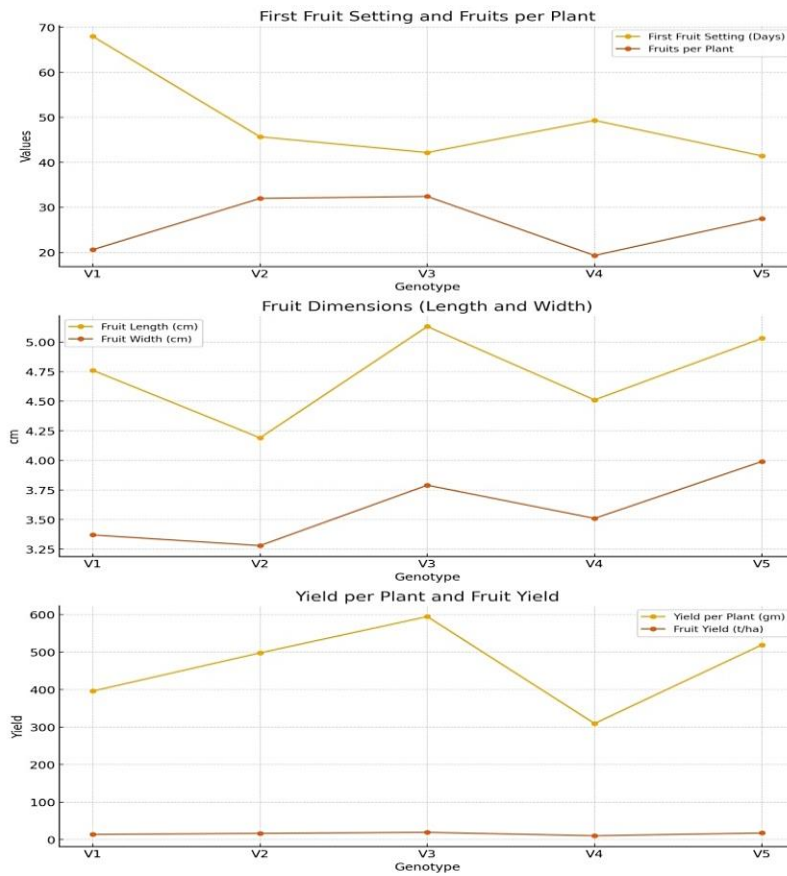 First Fruit Setting and Fruits per Plant
First Fruit Setting (Days)
Fruits per Plant
70
60
50
40
30
20
Values
V1 V2 V3 V4 V5
Genotype
Fruit Dimensions (Length and Width)
Fruit Length (cm)
Fruit Width (cm)
5.00
4.75
4.50
4.25
4.00
3.75
3.50
3.25
cm
V1 V2 V3 V4 V5
Genotype
Yield per Plant and Fruit Yield
Yield per Plant (gm)
Fruit Yield (t/ha)
600
500
400
300
200
100
0
Yield
V1 V2 V3 V4 V5
Genotype